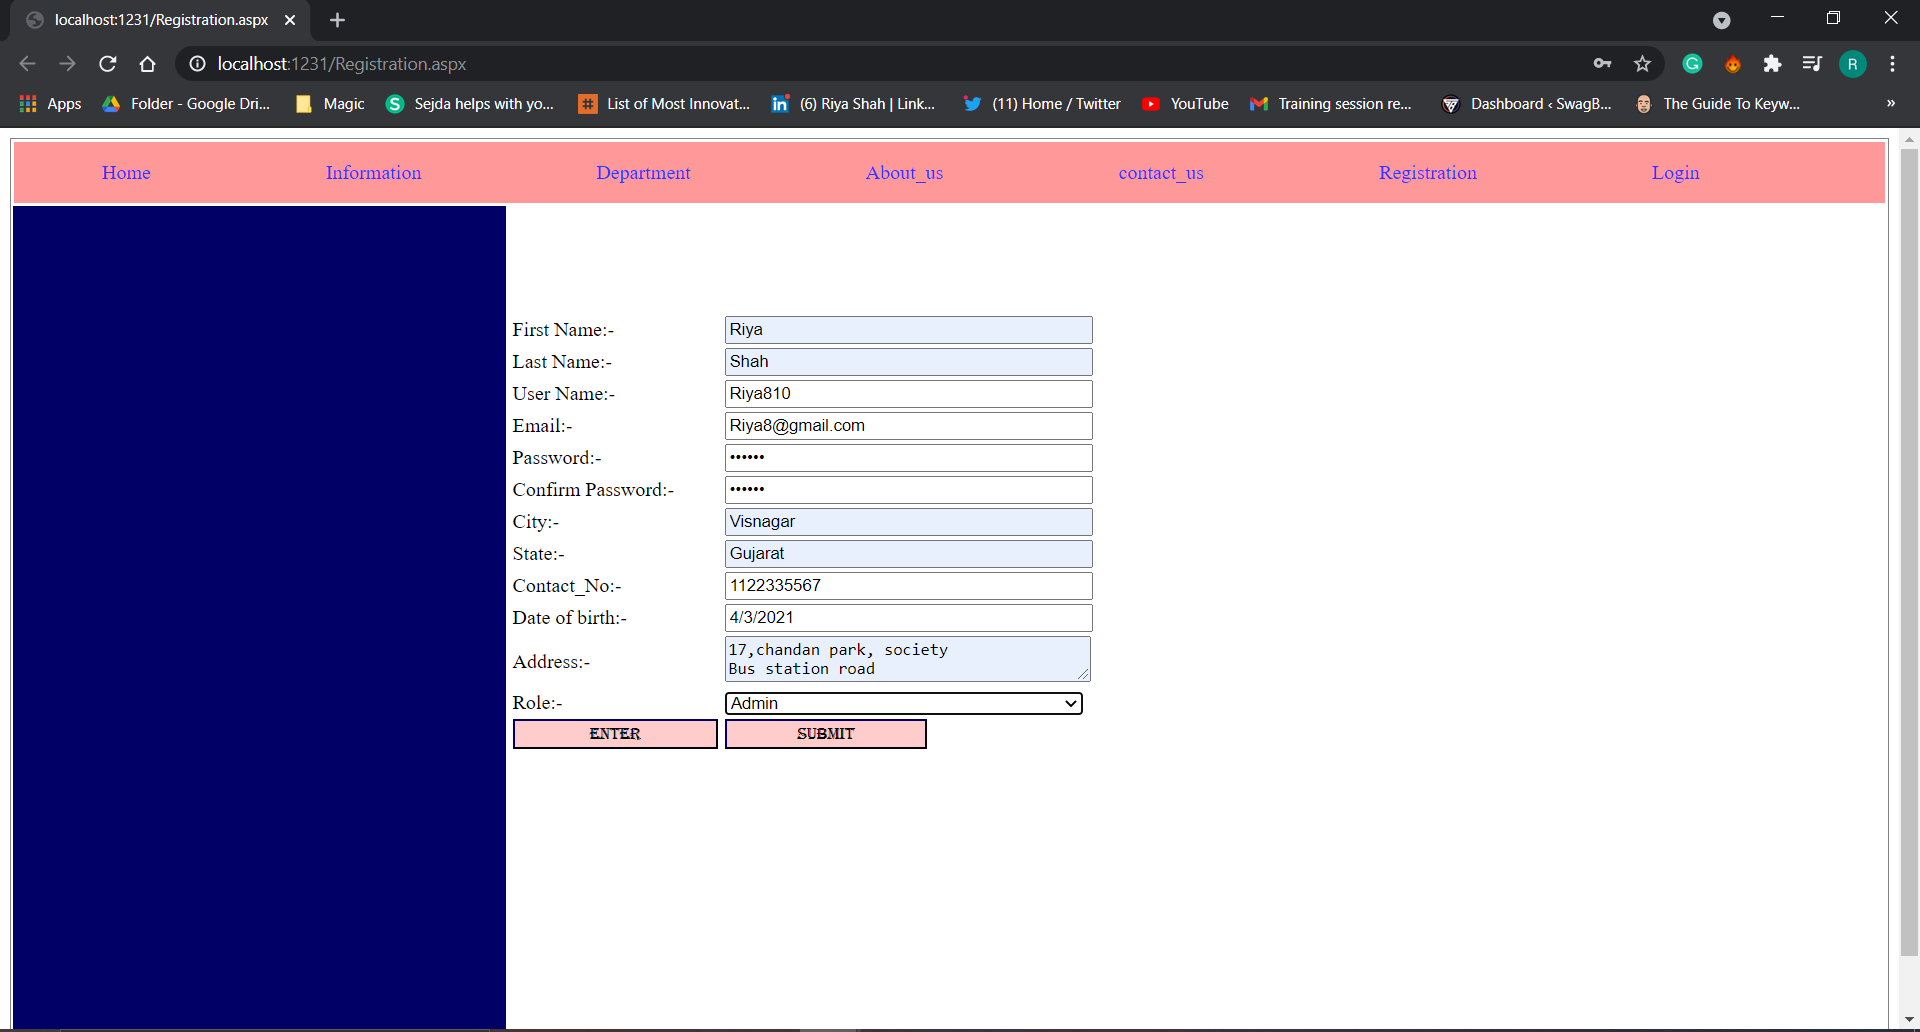 localhost:1231/Registration.aspx
localhost:1231/Registration.aspx
R
Apps Folder - Google Dri... Magic S Sejda helps with yo... # List of Most Innovat... in (6) Riya Shah | Link... (11) Home / Twitter YouTube Training session re... Dashboard ‹ SwagB... The Guide To Keyw... »
Home Information Department About_us contact_us Registration Login
First Name:- Riya
Last Name:- Shah
User Name:- Riya810
Email:- Riya8@gmail.com
Password:- ••••••
Confirm Password:- ••••••
City:- Visnagar
State:- Gujarat
Contact_No:- 1122335567
Date of birth:- 4/3/2021
Address:- 17,chandan park, society
Bus station road
Role:- Admin
ENTER SUBMIT